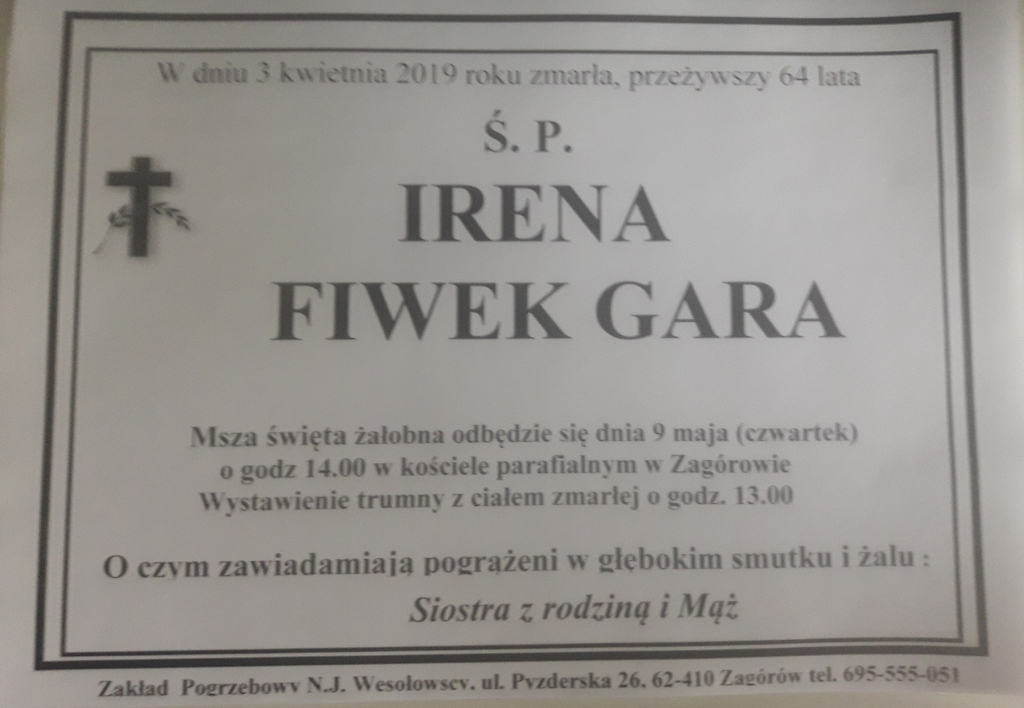 W dniu 3 kwietnia 2019 roku zmarła, przeżywszy 64 lata
Ś. P.
IRENA
FIWEK GARA
Msza święta żałobna odbędzie się dnia 9 maja (czwartek)
o godz 14.00 w kościele parafialnym w Zagórowie
Wystawienie trumny z ciałem zmarłej o godz. 13.00
O czym zawiadamiają pogrążeni w głębokim smutku i żalu :
Siostra z rodziną i Mąż
Zakład Pogrzebowy N.J. Wesołowscy. ul. Pyzderska 26. 62-410 Zagórów tel. 695-555-051